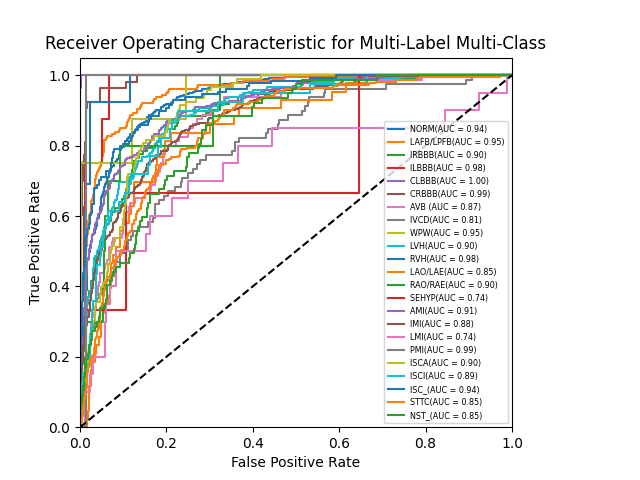 Receiver Operating Characteristic for Multi-Label Multi-Class
True Positive Rate
1.0
0.8
0.6
0.4
0.2
0.0
NORM(AUC = 0.94)
LAFB/LPFB(AUC = 0.95)
IRBBB(AUC = 0.90)
ILBBB(AUC = 0.98)
CLBBB(AUC = 1.00)
CRBBB(AUC = 0.99)
AVB (AUC = 0.87)
IVCD(AUC = 0.81)
WPW(AUC = 0.95)
LVH(AUC = 0.90)
RVH(AUC = 0.98)
LAO/LAE(AUC = 0.85)
RAO/RAE(AUC = 0.90)
SEHYP(AUC = 0.74)
AMI(AUC = 0.91)
IMI(AUC = 0.88)
LMI(AUC = 0.74)
PMI(AUC = 0.99)
ISCA(AUC = 0.90)
ISCI(AUC = 0.89)
ISC_(AUC = 0.94)
STTC(AUC = 0.85)
NST_(AUC = 0.85)
0.0 0.2 0.4 0.6 0.8 1.0
False Positive Rate